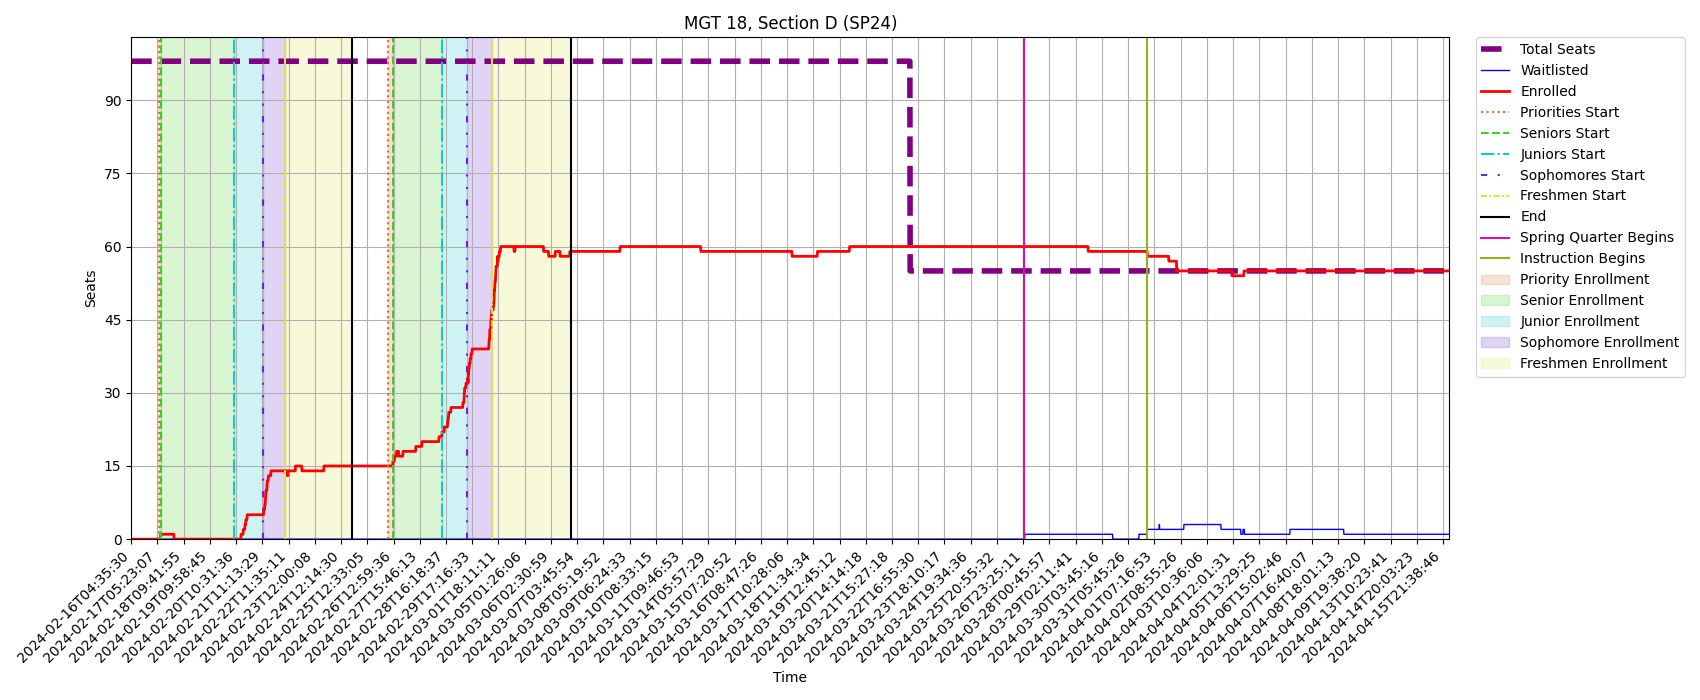 MGT 18, Section D (SP24)
Total Seats
Waitlisted
Enrolled
Priorities Start
Seniors Start
Juniors Start
Sophomores Start
Freshmen Start
End
Spring Quarter Begins
Instruction Begins
Priority Enrollment
Senior Enrollment
Junior Enrollment
Sophomore Enrollment
Freshmen Enrollment
Seats
90
75
60
45
30
15
0
2024-02-16T04:35:30
2024-02-17T05:23:07
2024-02-18T09:41:55
2024-02-19T09:58:45
2024-02-20T10:31:36
2024-02-21T11:13:29
2024-02-22T11:35:11
2024-02-23T12:00:08
2024-02-24T12:14:30
2024-02-25T12:33:05
2024-02-26T12:59:36
2024-02-27T15:46:13
2024-02-28T16:18:37
2024-02-29T17:16:33
2024-03-01T18:11:11
2024-03-05T01:26:06
2024-03-06T02:30:59
2024-03-07T03:45:54
2024-03-08T05:19:52
2024-03-09T06:24:33
2024-03-10T08:33:15
2024-03-11T09:46:53
2024-03-14T05:57:29
2024-03-15T07:20:52
2024-03-16T08:47:26
2024-03-17T10:28:06
2024-03-18T11:34:34
2024-03-19T12:45:12
2024-03-20T14:14:18
2024-03-21T15:27:18
2024-03-22T16:55:30
2024-03-23T18:10:17
2024-03-24T19:34:36
2024-03-25T20:55:32
2024-03-26T23:25:11
2024-03-28T00:45:57
2024-03-29T02:11:41
2024-03-30T03:45:16
2024-03-31T05:45:26
2024-04-01T07:16:53
2024-04-02T08:55:26
2024-04-03T10:36:06
2024-04-04T12:01:31
2024-04-05T13:29:25
2024-04-06T15:02:46
2024-04-07T16:40:07
2024-04-08T18:01:13
2024-04-09T19:38:20
2024-04-13T10:23:41
2024-04-14T20:03:23
2024-04-15T21:38:46
Time